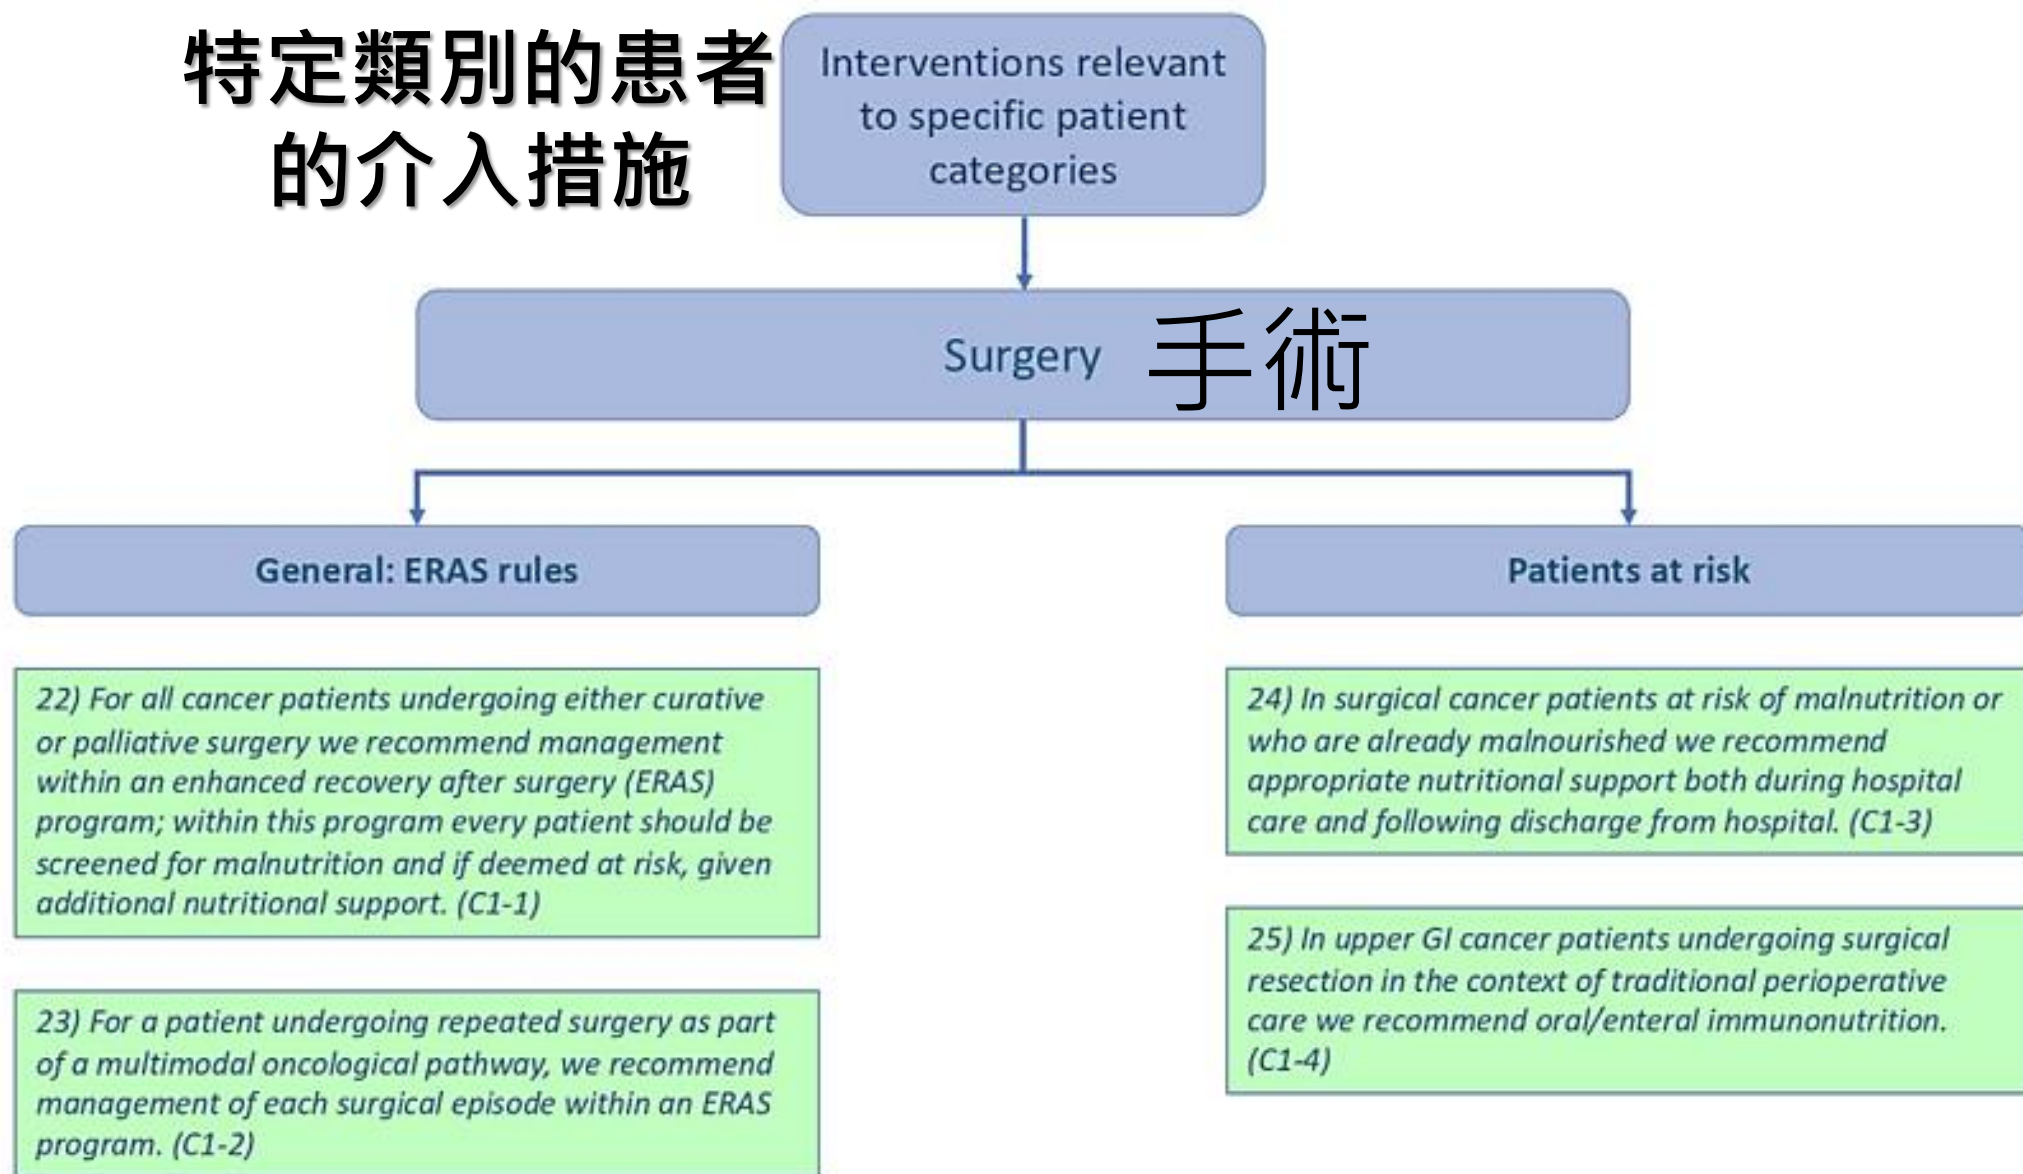 特定類別的患者
的介入措施
Interventions relevant
to specific patient
categories
Surgery 手術
General: ERAS rules
22) For all cancer patients undergoing either curative
or palliative surgery we recommend management
within an enhanced recovery after surgery (ERAS)
program; within this program every patient should be
screened for malnutrition and if deemed at risk, given
additional nutritional support. (C1-1)
23) For a patient undergoing repeated surgery as part
of a multimodal oncological pathway, we recommend
management of each surgical episode within an ERAS
program. (C1-2)
Patients at risk
24) In surgical cancer patients at risk of malnutrition or
who are already malnourished we recommend
appropriate nutritional support both during hospital
care and following discharge from hospital. (C1-3)
25) In upper GI cancer patients undergoing surgical
resection in the context of traditional perioperative
care we recommend oral/enteral immunonutrition.
(C1-4)